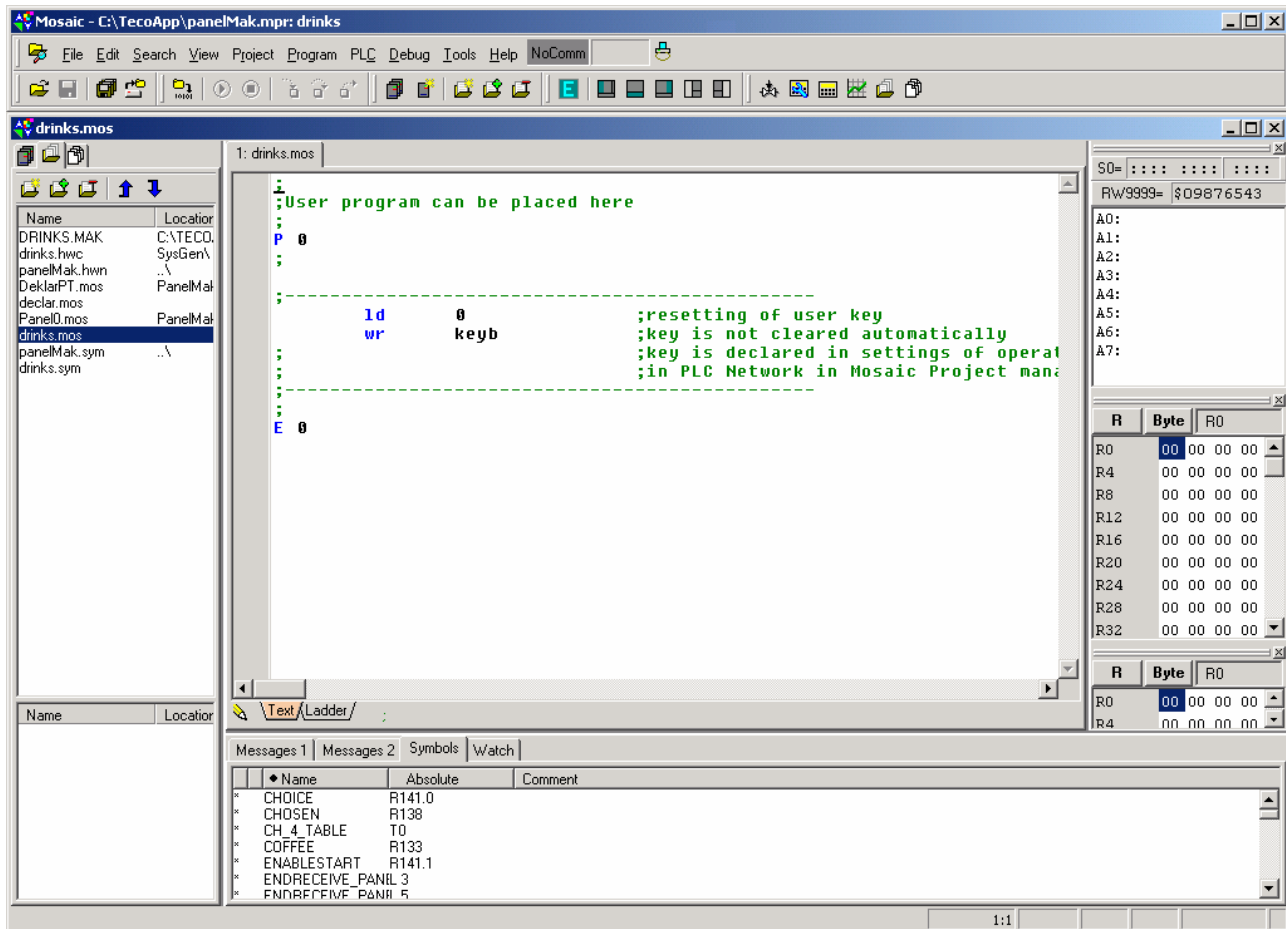 Mosaic - C:\TecoApp\panelMak.mpr: drinks
File Edit Search View Project Program PLC Debug Tools Help NoComm
E
drinks.mos
Name Location
DRINKS.MAK C:\TECO.
drinks.hwc SysGen\
panelMak.hwn ..\
DeklarPT.mos PanelMak
declar.mos
Panel0.mos PanelMak
drinks.mos
panelMak.sym ..\
drinks.sym
Name Location
1: drinks.mos
;
;User program can be placed here
;
P 0
;
;-----------------------------------------------
ld 0 ;resetting of user key
wr keyb ;key is not cleared automatically
; ;key is declared in settings of operat
; ;in PLC Network in Mosaic Project mana
;-----------------------------------------------
;
E 0
Text Ladder ;
S0= :::: :::: ::::
RW9999= $09876543
A0:
A1:
A2:
A3:
A4:
A5:
A6:
A7:
R Byte R0
R0 00 00 00 00
R4 00 00 00 00
R8 00 00 00 00
R12 00 00 00 00
R16 00 00 00 00
R20 00 00 00 00
R24 00 00 00 00
R28 00 00 00 00
R32 00 00 00 00
R Byte R0
R0 00 00 00 00
R4 00 00 00 00
Messages 1 Messages 2 Symbols Watch
Name Absolute Comment
* CHOICE R141.0
* CHOSEN R138
* CH_4_TABLE T0
* COFFEE R133
* ENABLESTART R141.1
* ENDRECEIVE_PANEL 3
* ENDRECEIVE_PANEL 5
1:1